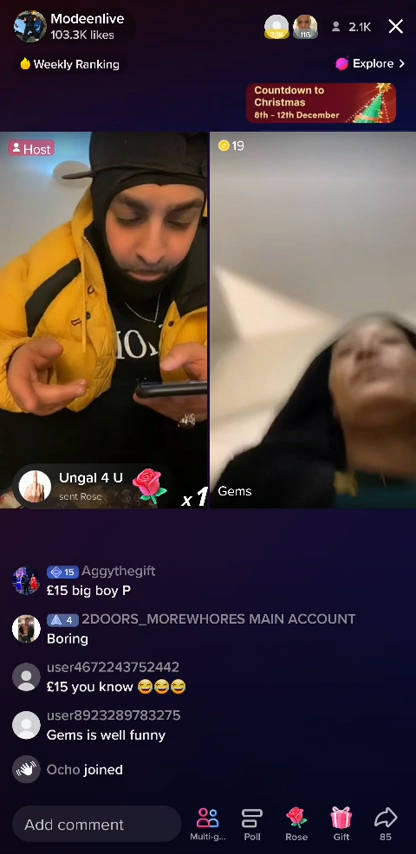 Modeenlive
103.3K likes
2.1K
Weekly Ranking
Explore >
Countdown to
Christmas
8th - 12th December
Host
19
Ungal 4 U
sent Rose
x 1
Gems
15 Aggythegift
£15 big boy P
4 2DOORS_MOREWHORES MAIN ACCOUNT
Boring
user4672243752442
£15 you know 😂😂😂
user8923289783275
Gems is well funny
Ocho joined
Add comment
Multi-g...
Poll
Rose
Gift
85